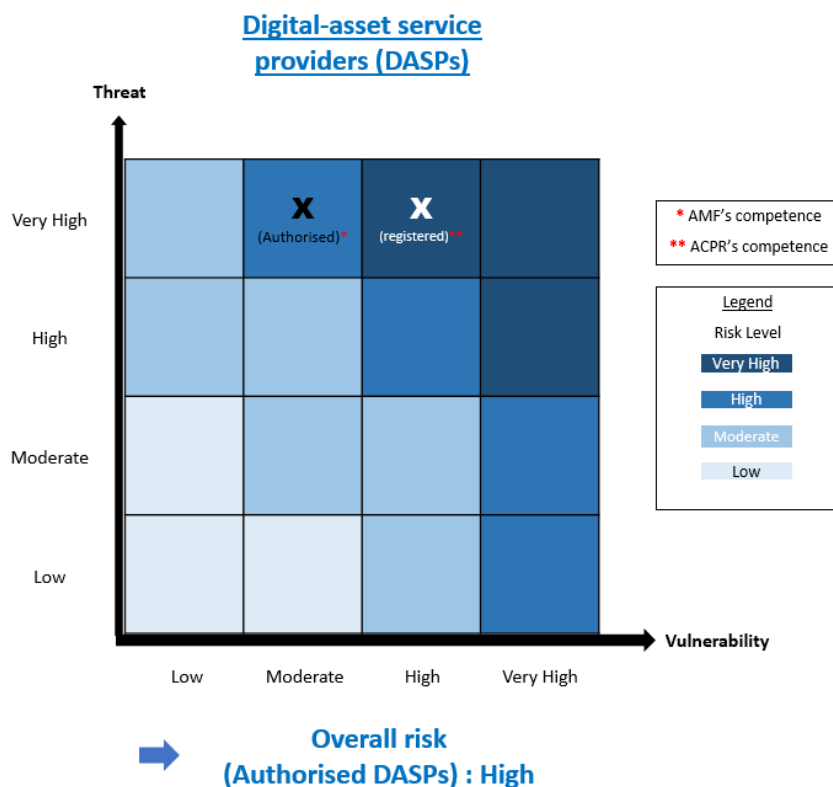 Digital-asset service
providers (DASPs)
Threat
Very High
X
X
(Authorised)*
(registered)**
* AMF's competence
** ACPR's competence
High
Legend
Risk Level
Very High
High
Moderate
Low
Moderate
Low
Vulnerability
Low
Moderate
High
Very High
Overall risk
(Authorised DASPs) : High